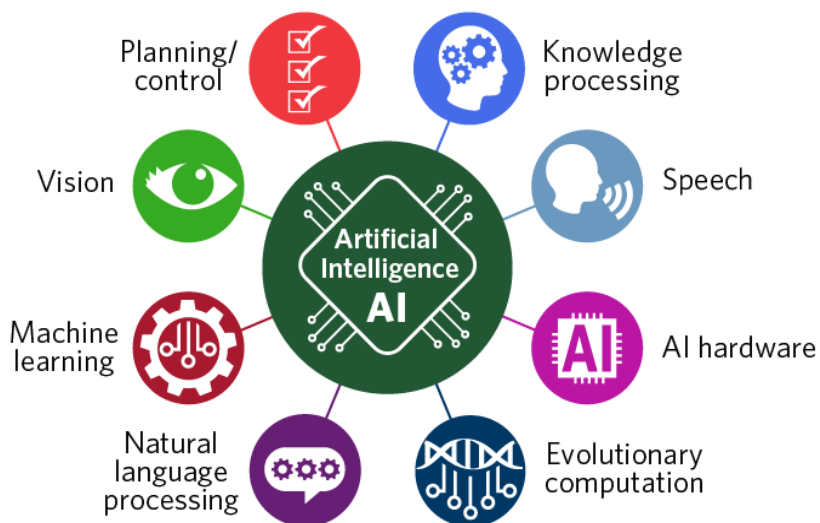 Planning/
control
Knowledge
processing
Vision
Speech
Artificial
Intelligence
AI
Machine
learning
AI
AI hardware
Natural
language
processing
Evolutionary
computation